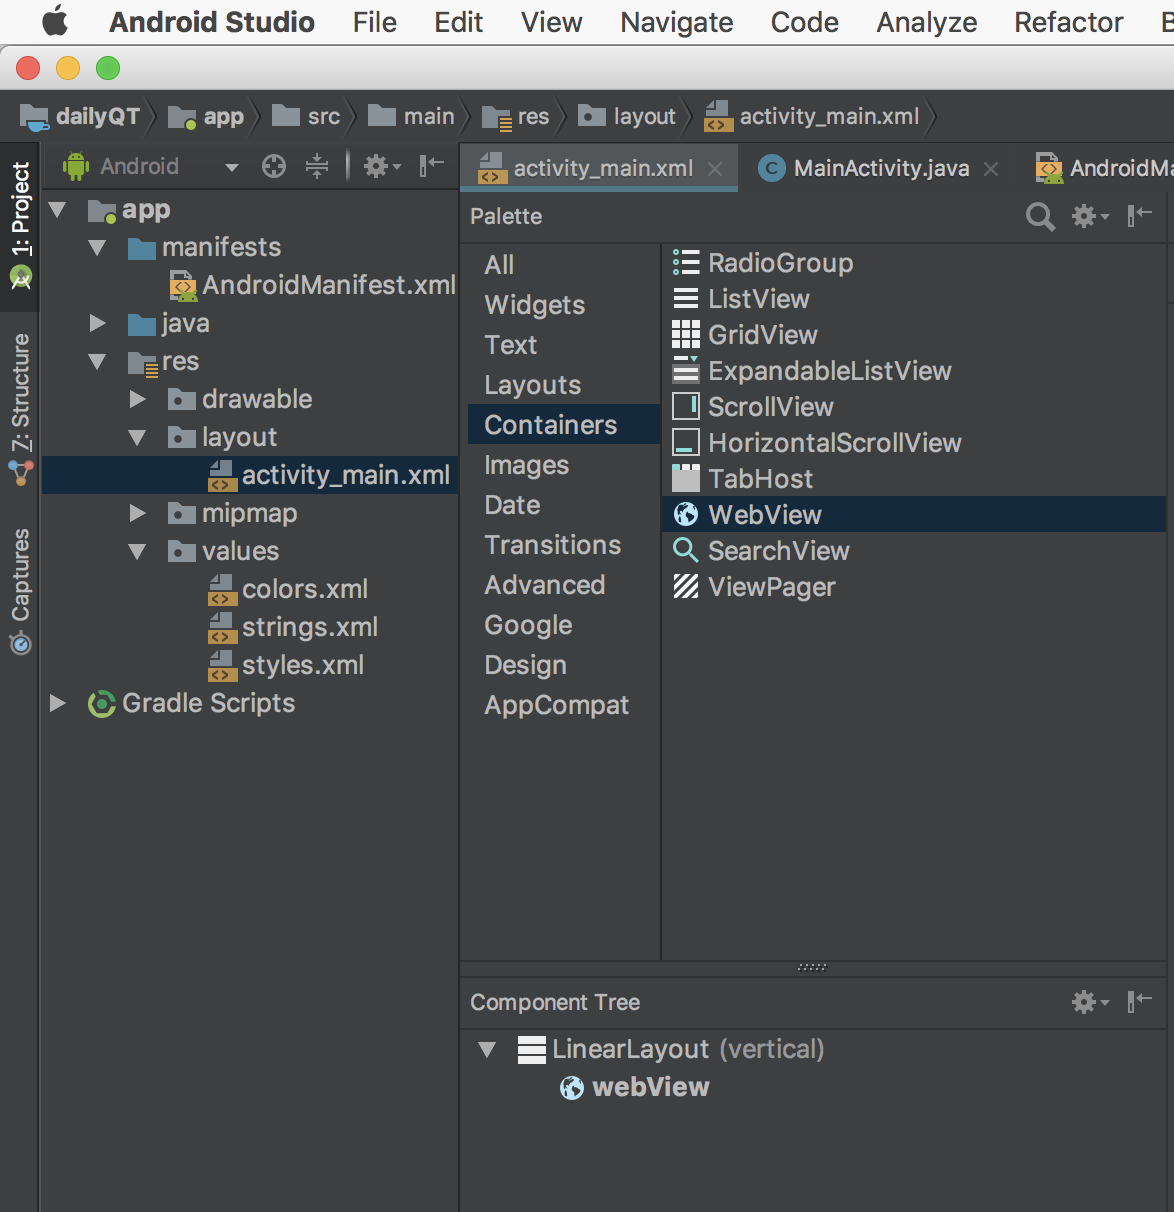 Android Studio File Edit View Navigate Code Analyze Refactor
dailyQT app src main res layout activity_main.xml
1: Project
7: Structure
Captures
Android
app
manifests
AndroidManifest.xml
java
res
drawable
layout
activity_main.xml
mipmap
values
colors.xml
strings.xml
styles.xml
Gradle Scripts
activity_main.xml MainActivity.java AndroidMa
Palette
All
Widgets
Text
Layouts
Containers
Images
Date
Transitions
Advanced
Google
Design
AppCompat
RadioGroup
ListView
GridView
ExpandableListView
ScrollView
HorizontalScrollView
TabHost
WebView
SearchView
ViewPager
Component Tree
LinearLayout (vertical)
webView